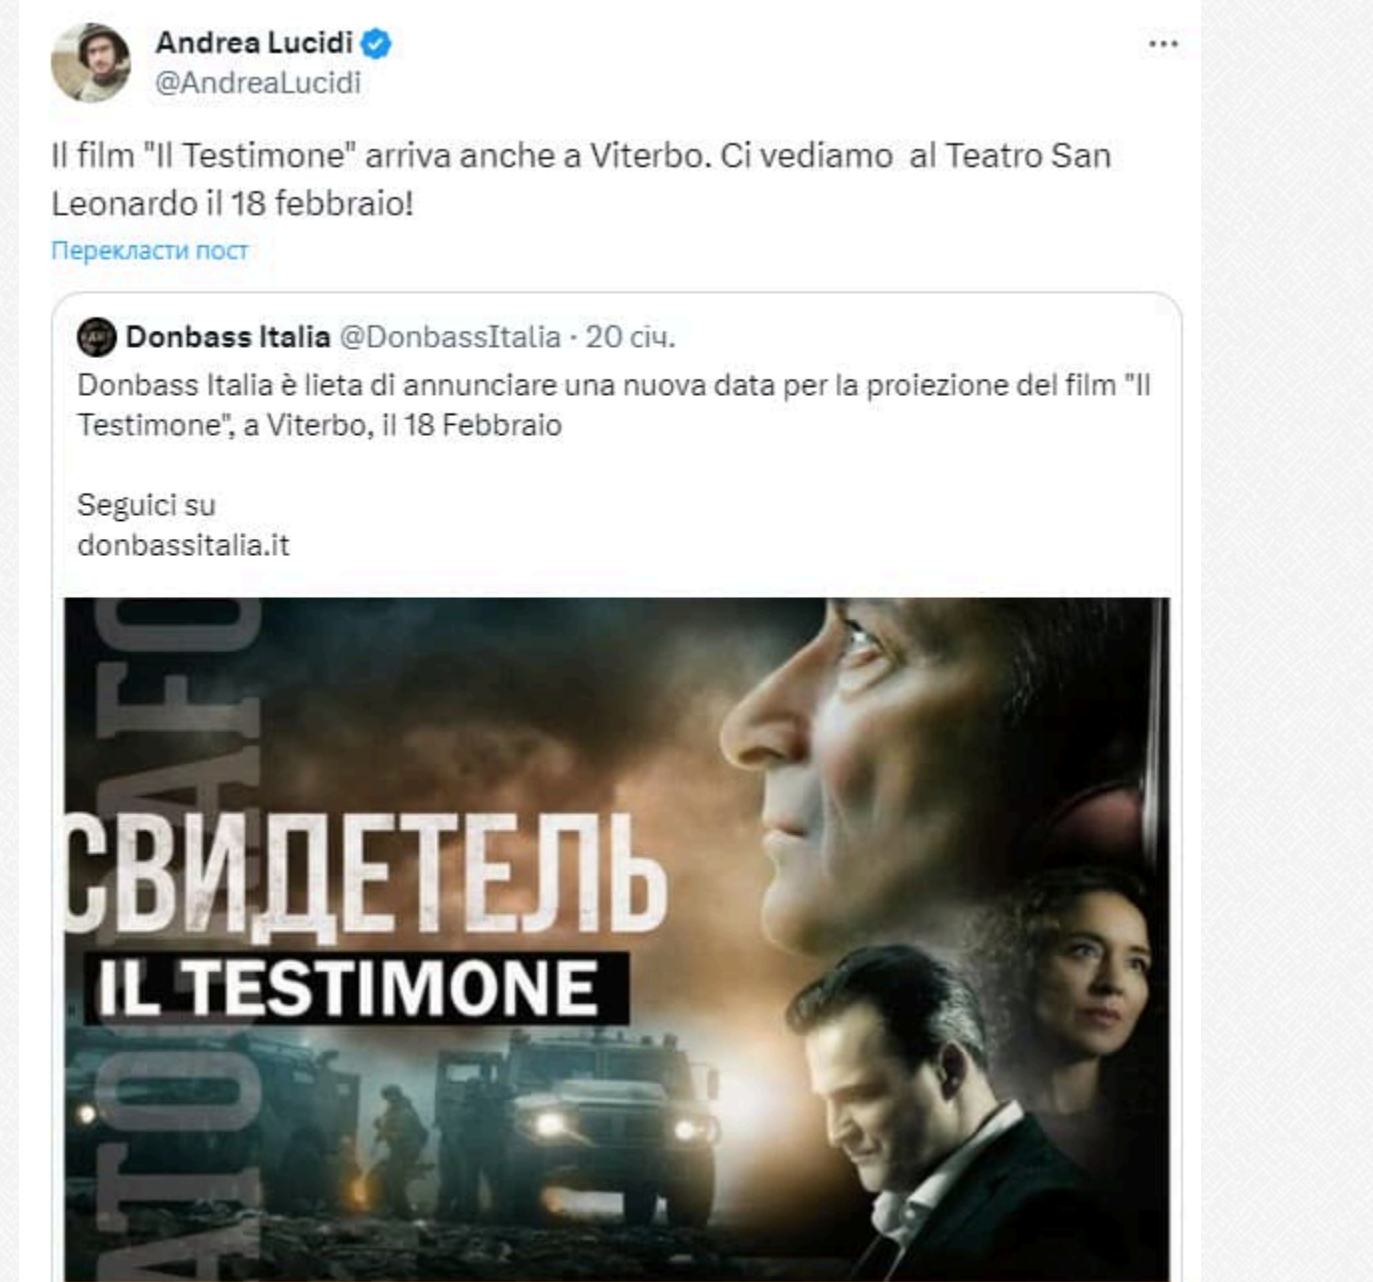 Andrea Lucidi
@AndreaLucidi
Il film "Il Testimone" arriva anche a Viterbo. Ci vediamo  al Teatro San
Leonardo il 18 febbraio!
Перекласти пост
Donbass Italia @DonbassItalia · 20 січ.
Donbass Italia è lieta di annunciare una nuova data per la proiezione del film "Il
Testimone", a Viterbo, il 18 Febbraio
Seguici su
donbassitalia.it
СВИДЕТЕЛЬ
IL TESTIMONE